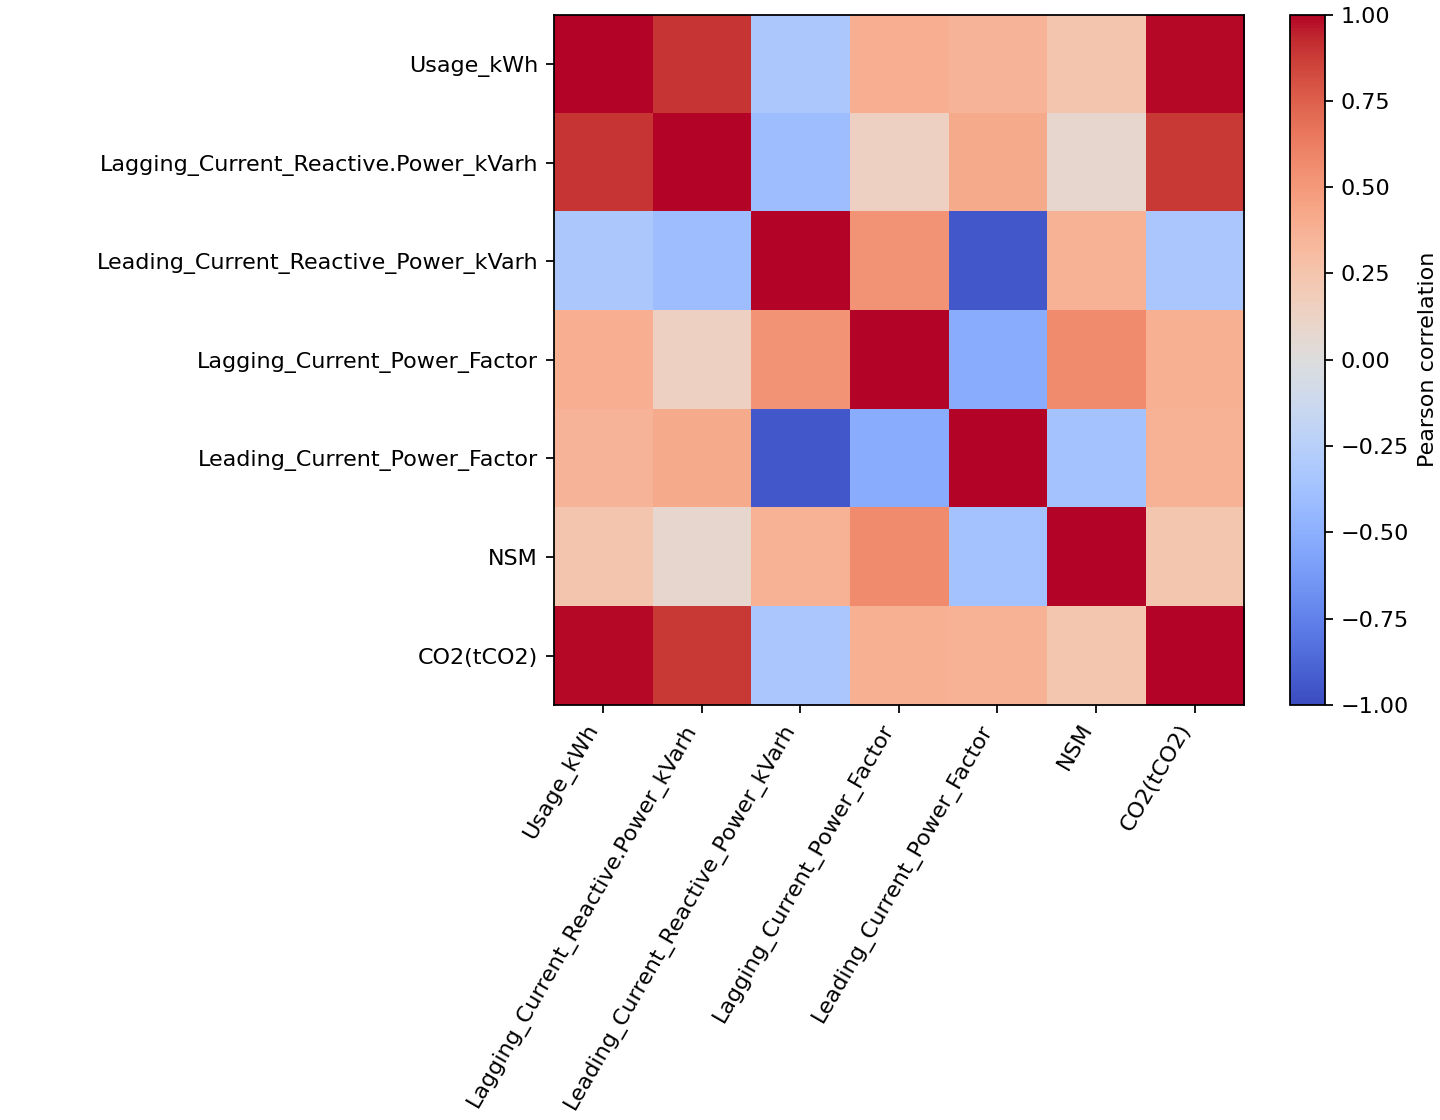 Usage_kWh
Lagging_Current_Reactive.Power_kVarh
Leading_Current_Reactive_Power_kVarh
Lagging_Current_Power_Factor
Leading_Current_Power_Factor
NSM
CO2(tCO2)
Usage_kWh
Lagging_Current_Reactive.Power_kVarh
Leading_Current_Reactive_Power_kVarh
Lagging_Current_Power_Factor
Leading_Current_Power_Factor
NSM
CO2(tCO2)
1.00
0.75
0.50
0.25
0.00
−0.25
−0.50
−0.75
−1.00
Pearson correlation